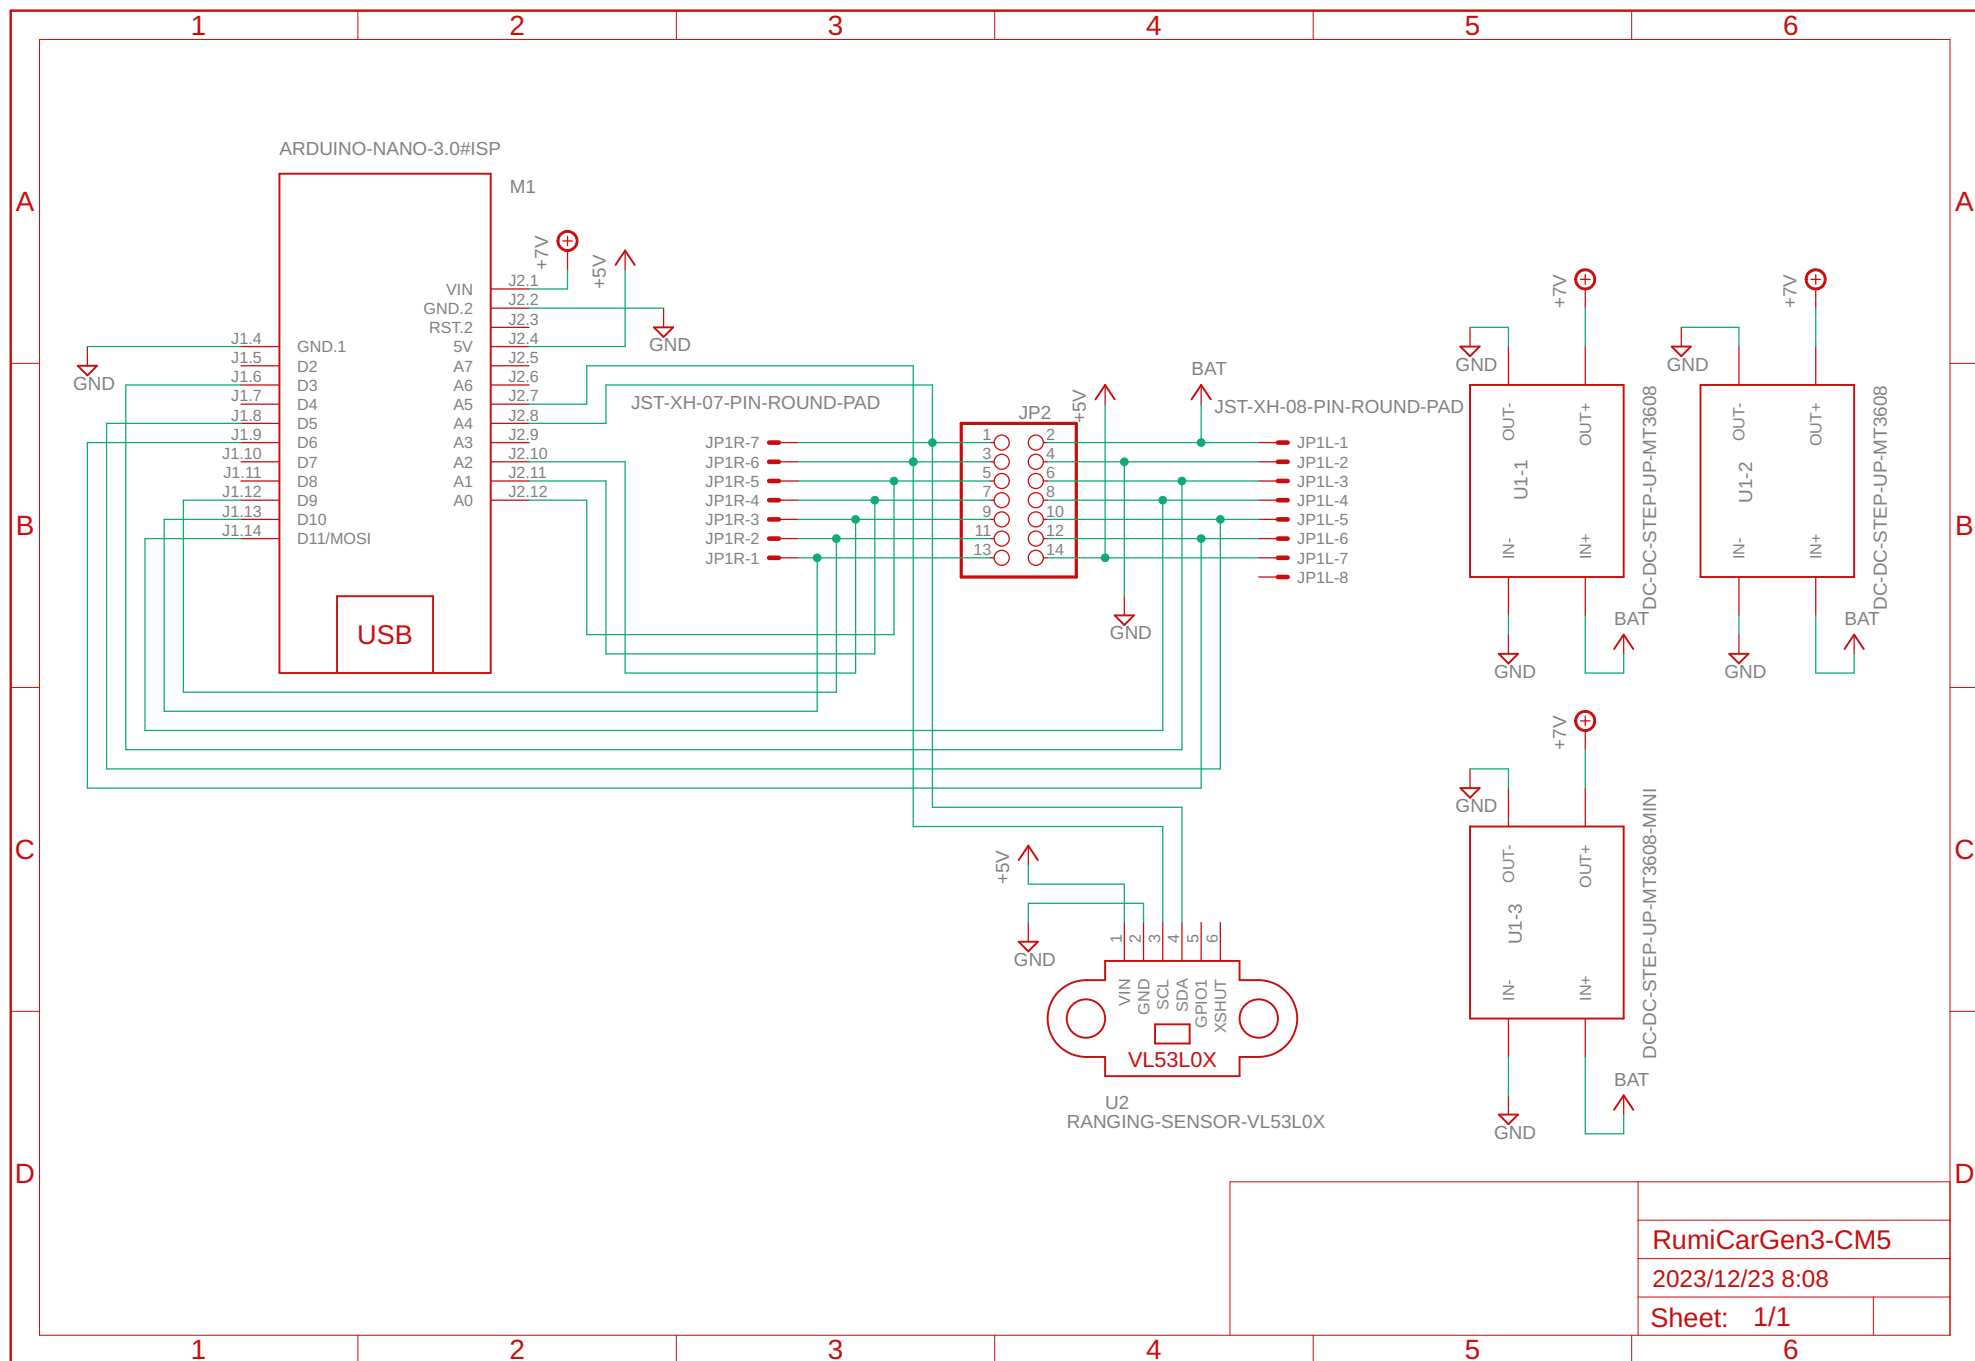 1 2 3 4 5 6
A A
B B
C C
D D
ARDUINO-NANO-3.0#ISP
M1
+7V
+5V
VIN J2.1
GND.2 J2.2
RST.2 J2.3
5V J2.4
A7 J2.5
A6 J2.6
A5 J2.7
A4 J2.8
A3 J2.9
A2 J2.10
A1 J2.11
A0 J2.12
GND
J1.4 GND.1
J1.5 D2
J1.6 D3
J1.7 D4
J1.8 D5
J1.9 D6
J1.10 D7
J1.11 D8
J1.12 D9
J1.13 D10
J1.14 D11/MOSI
GND
USB
JST-XH-07-PIN-ROUND-PAD
JP1R-7
JP1R-6
JP1R-5
JP1R-4
JP1R-3
JP1R-2
JP1R-1
JP2
1 2
3 4
5 6
7 8
9 10
11 12
13 14
+5V
BAT
JST-XH-08-PIN-ROUND-PAD
JP1L-1
JP1L-2
JP1L-3
JP1L-4
JP1L-5
JP1L-6
JP1L-7
JP1L-8
GND
+7V
GND
OUT- OUT+
U1-1
IN- IN+
DC-DC-STEP-UP-MT3608
BAT
GND
+7V
GND
OUT- OUT+
U1-2
IN- IN+
DC-DC-STEP-UP-MT3608
BAT
GND
+7V
GND
OUT- OUT+
U1-3
IN- IN+
DC-DC-STEP-UP-MT3608-MINI
BAT
GND
+5V
GND
1 2 3 4 5 6
VIN GND SCL SDA GPIO1 XSHUT
VL53L0X
U2
RANGING-SENSOR-VL53L0X
RumiCarGen3-CM5
2023/12/23 8:08
Sheet: 1/1
1 2 3 4 5 6